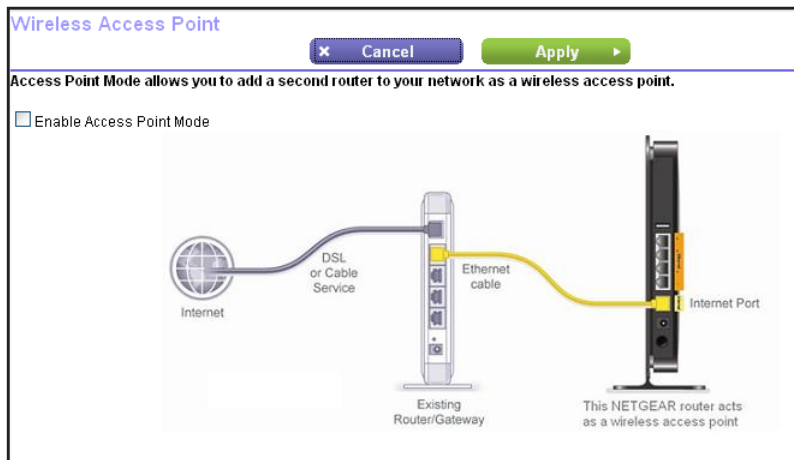 Wireless Access Point
Cancel
Apply
Access Point Mode allows you to add a second router to your network as a wireless access point.
Enable Access Point Mode
DSL
or Cable
Service
Ethernet
cable
Internet
Internet Port
Existing
Router/Gateway
This NETGEAR router acts
as a wireless access point